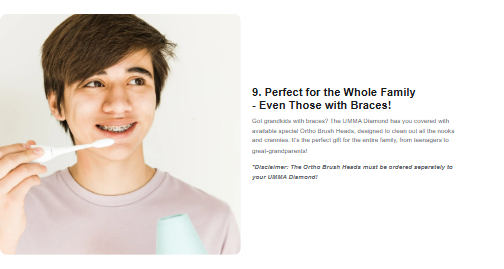 9. Perfect for the Whole Family
- Even Those with Braces!
Got grandkids with braces? The UMMA Diamond has you covered with
available special Ortho Brush Heads, designed to clean out all the nooks
and crannies. It's the perfect gift for the entire family, from teenagers to
great-grandparents!
*Disclaimer: The Ortho Brush Heads must be ordered seperately to
your UMMA Diamond!